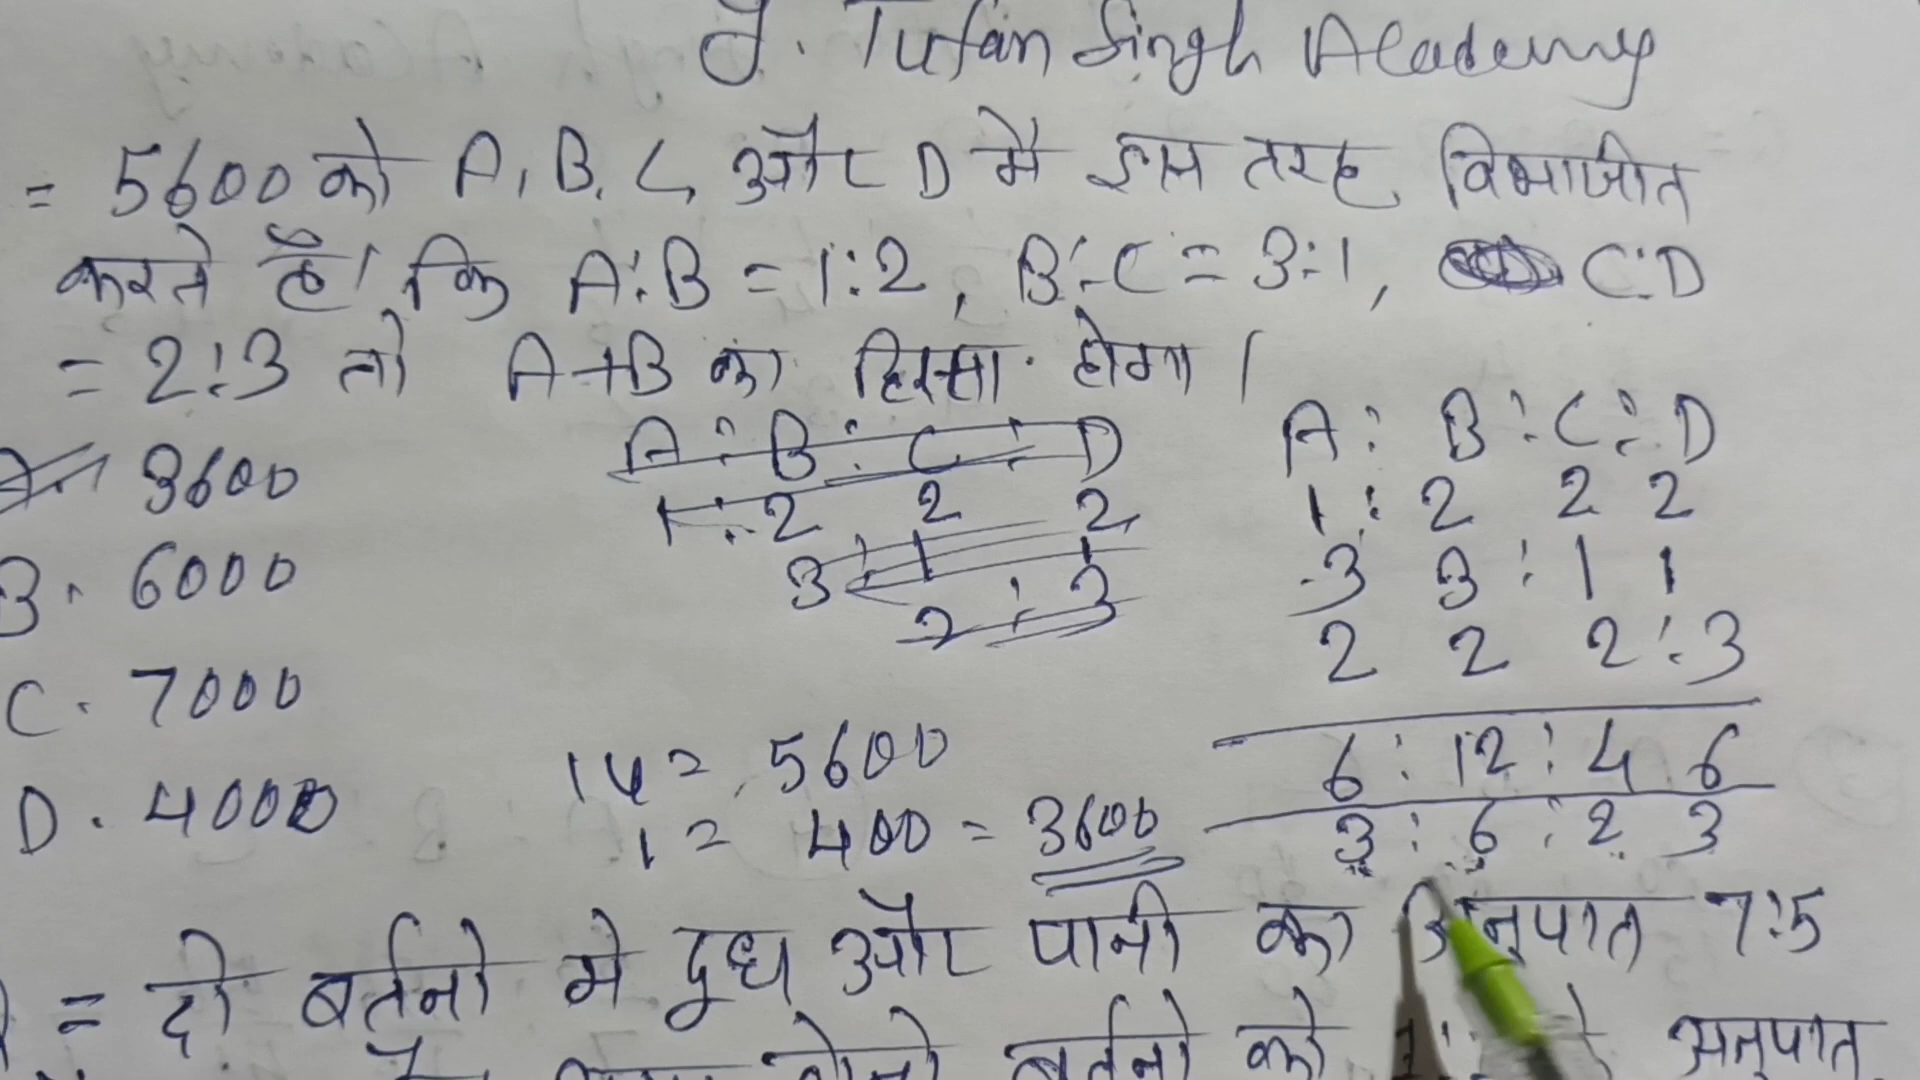 J. Tufan Singh Academy
= 5600 को A, B, C, और D में इस तरह विभाजीत
करते है। कि A:B = 1:2, B:C = 3:1, C:D
= 2:3 तो A+B का हिस्सा होगा।
A. 3600
B. 6000
C. 7000
D. 4000
A : B : C : D
1 : 2 2 2
3 : 1 1
2 : 3
A : B : C : D
1 : 2 2 2
3 3 : 1 1
2 2 2 : 3
6 : 12 : 4 6
3 : 6 : 2 3
14 = 5600
1 = 400 = 3600
= दो बर्तनो मे दूध और पानी का अनुपात 7:5
बर्तनो को अनुपात